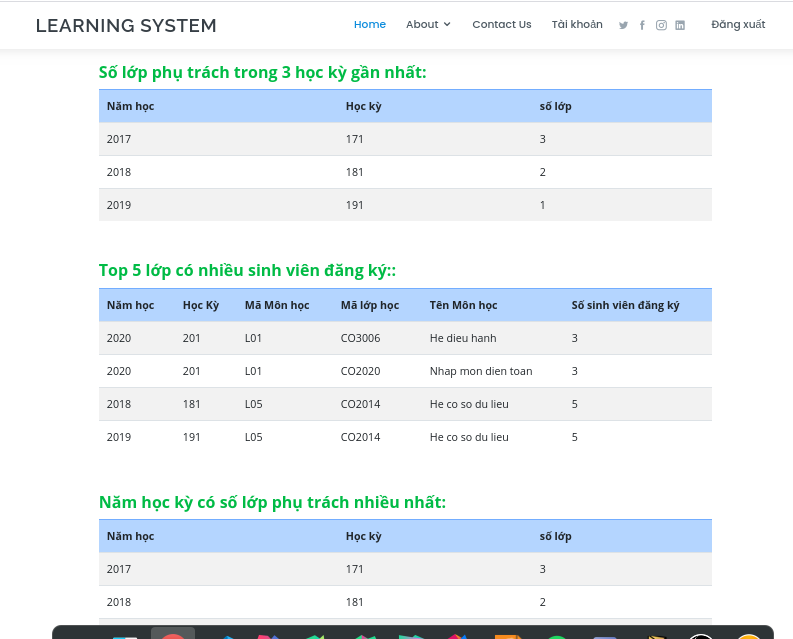 LEARNING SYSTEM Home About Contact Us Tài khoản Đăng xuất
Số lớp phụ trách trong 3 học kỳ gần nhất:
Năm học Học kỳ số lớp
2017 171 3
2018 181 2
2019 191 1
Top 5 lớp có nhiều sinh viên đăng ký::
Năm học Học Kỳ Mã Môn học Mã lớp học Tên Môn học Số sinh viên đăng ký
2020 201 L01 CO3006 He dieu hanh 3
2020 201 L01 CO2020 Nhap mon dien toan 3
2018 181 L05 CO2014 He co so du lieu 5
2019 191 L05 CO2014 He co so du lieu 5
Năm học kỳ có số lớp phụ trách nhiều nhất:
Năm học Học kỳ số lớp
2017 171 3
2018 181 2